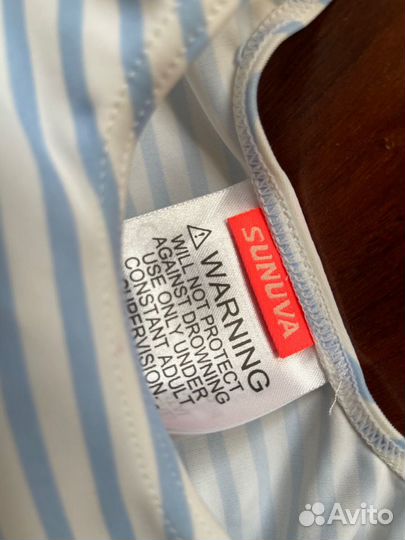 SUNUVA
⚠ WARNING
WILL NOT PROTECT
AGAINST DROWNING
USE ONLY UNDER
CONSTANT ADULT
SUPERVISION.
Avito